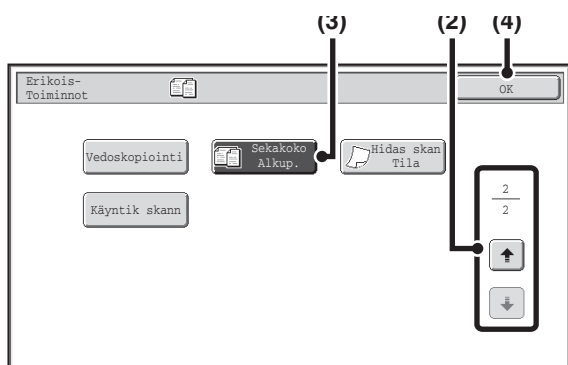 (3) (2) (4)
Erikois-
Toiminnot
OK
Vedoskopiointi
Sekakoko
Alkup.
Hidas skan
Tila
Käyntik skann
2
2